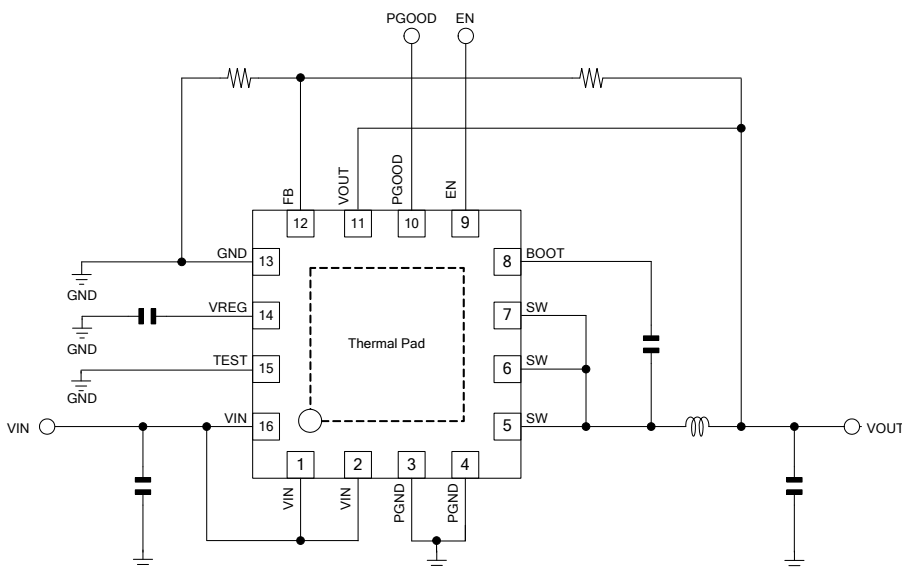 PGOOD EN
FB VOUT PGOOD EN
12 11 10 9
GND 13 8 BOOT
GND
VREG 14 7 SW
GND
Thermal Pad
TEST 15 6 SW
GND
VIN VIN 16 5 SW VOUT
1 2 3 4
VIN VIN PGND PGND